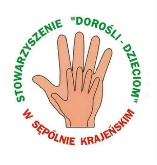 STOWARZYSZENIE "DOROŚLI - DZIECIOM"
W SĘPÓLNIE KRAJEŃSKIM